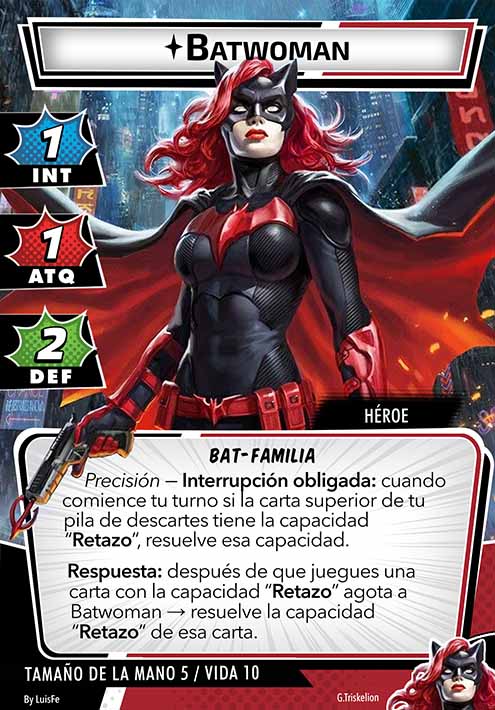 BATWOMAN
1
INT
1
ATQ
2
DEF
HÉROE
BAT-FAMILIA
Precisión – Interrupción obligada: cuando
comience tu turno si la carta superior de tu
pila de descartes tiene la capacidad
"Retazo", resuelve esa capacidad.
Respuesta: después de que juegues una
carta con la capacidad "Retazo" agota a
Batwoman → resuelve la capacidad
"Retazo" de esa carta.
TAMAÑO DE LA MANO 5 / VIDA 10
By LuisFe
G.Triskelion